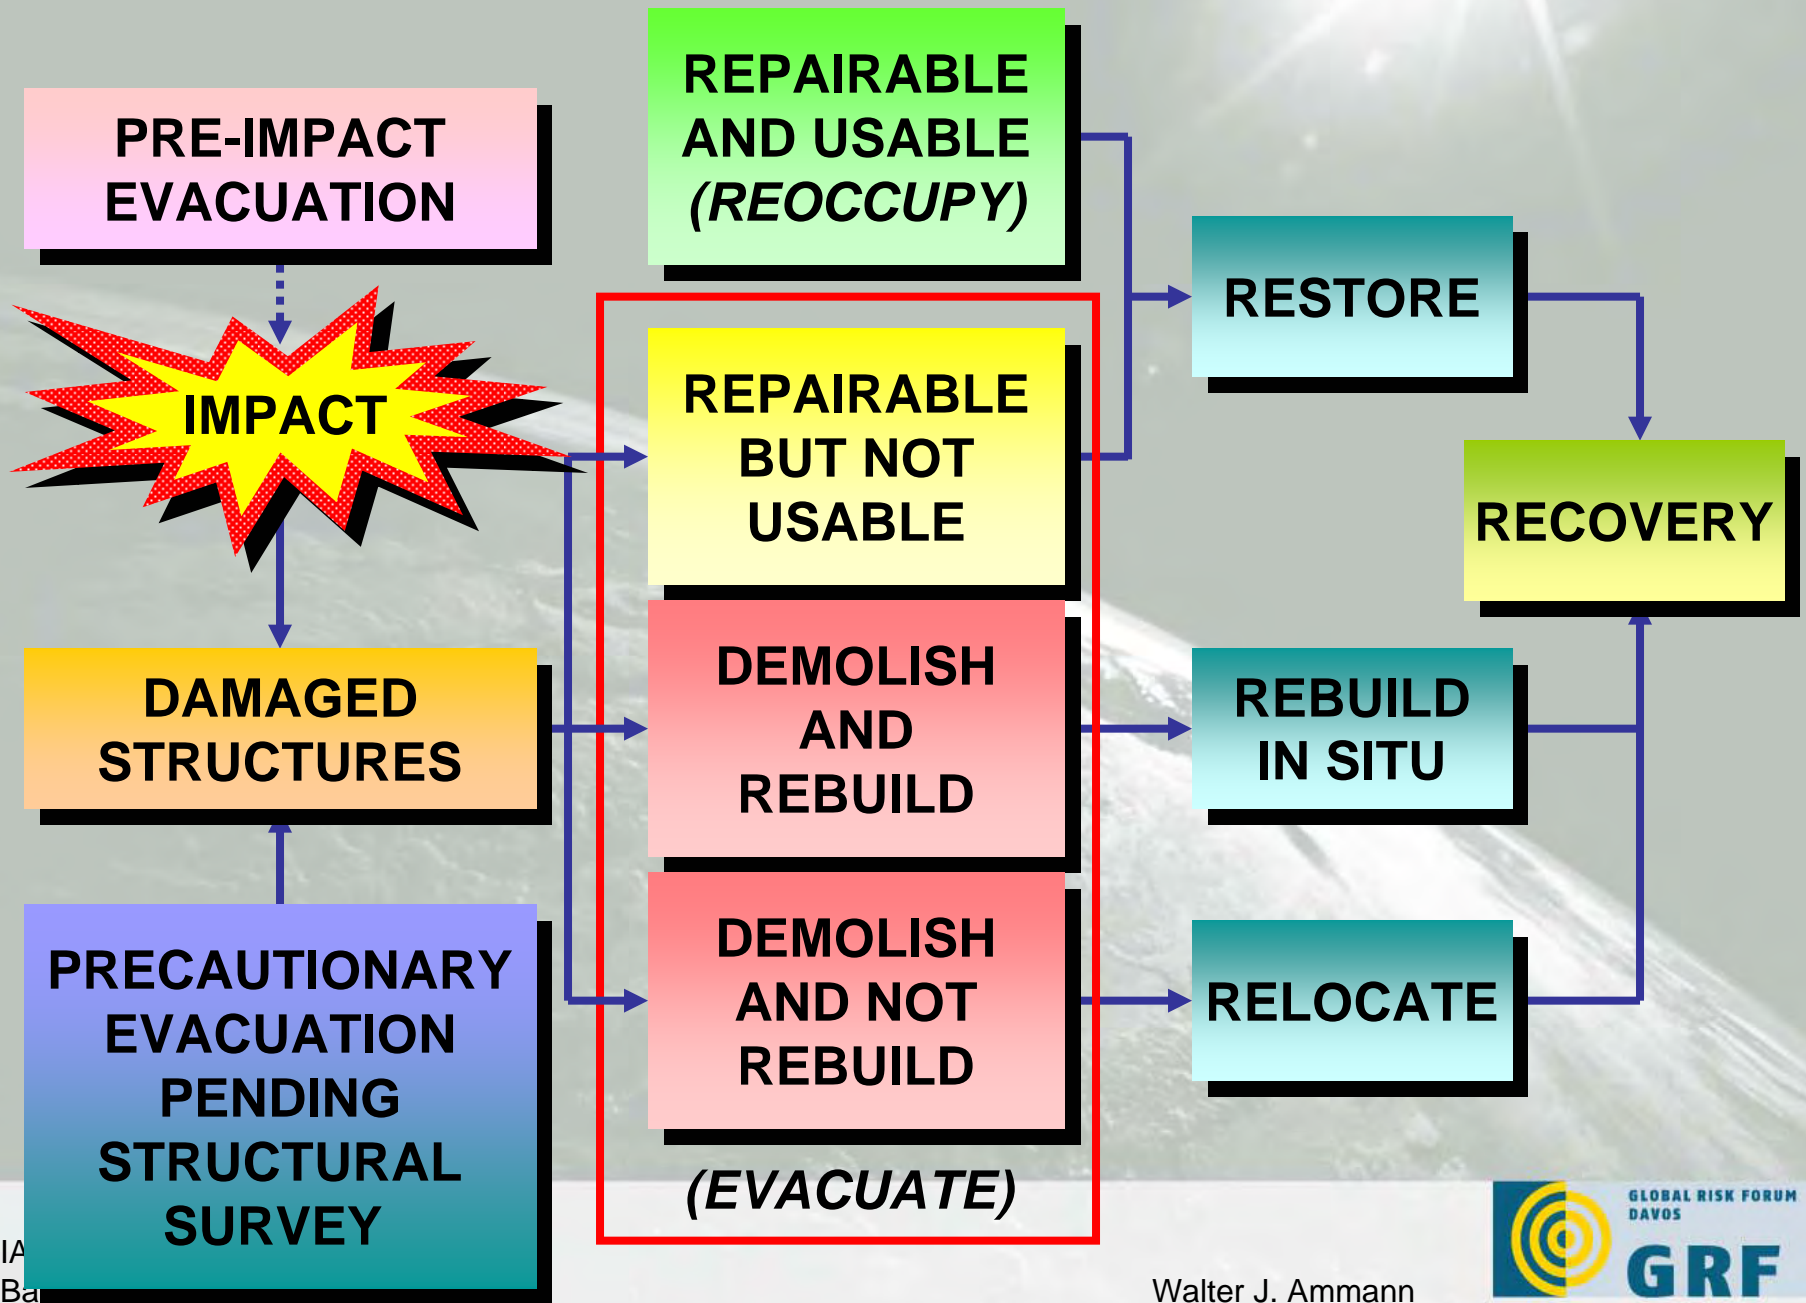 PRE-IMPACT
EVACUATION
IMPACT
DAMAGED
STRUCTURES
PRECAUTIONARY
EVACUATION
PENDING
STRUCTURAL
SURVEY
REPAIRABLE
AND USABLE
(REOCCUPY)
REPAIRABLE
BUT NOT
USABLE
DEMOLISH
AND
REBUILD
DEMOLISH
AND NOT
REBUILD
(EVACUATE)
RESTORE
REBUILD
IN SITU
RELOCATE
RECOVERY
Walter J. Ammann
GLOBAL RISK FORUM
DAVOS
GRF